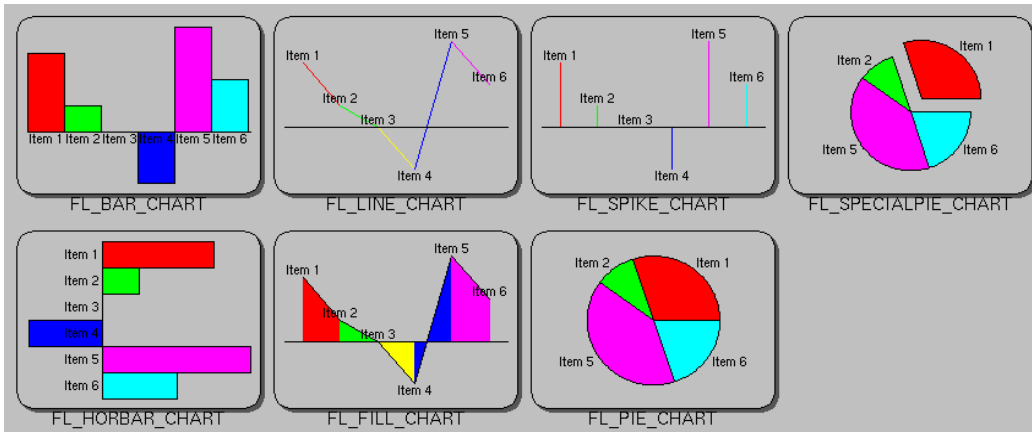 Item 1 Item 2 Item 3 Item 4 Item 5 Item 6
FL_BAR_CHART
Item 1
Item 2
Item 3
Item 4
Item 5
Item 6
FL_LINE_CHART
Item 1
Item 2
Item 3
Item 4
Item 5
Item 6
FL_SPIKE_CHART
Item 1
Item 2
Item 5
Item 6
FL_SPECIALPIE_CHART
Item 1
Item 2
Item 3
Item 4
Item 5
Item 6
FL_HORBAR_CHART
Item 1
Item 2
Item 3
Item 4
Item 5
Item 6
FL_FILL_CHART
Item 1
Item 2
Item 5
Item 6
FL_PIE_CHART